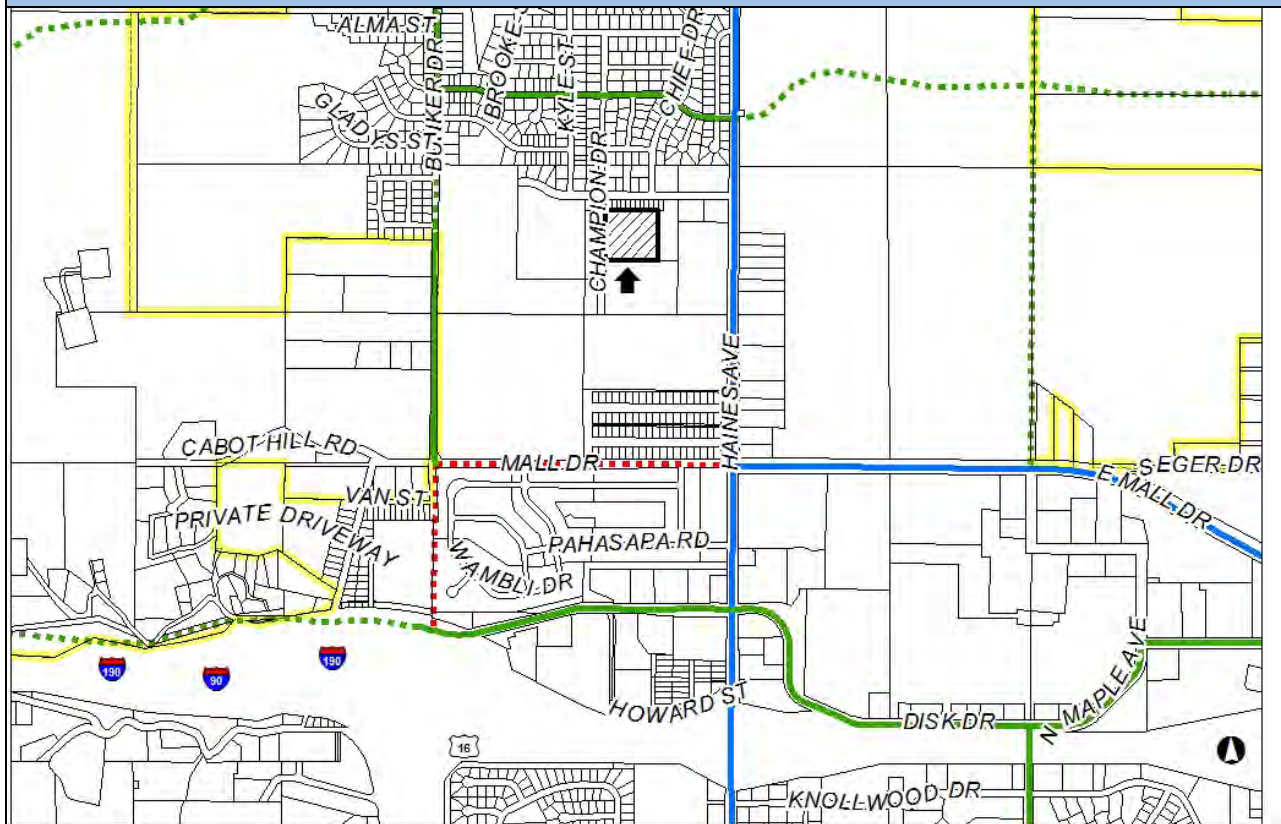 ALMA ST
BUNKER DR
BROOKE
KYLE ST
CHIEF DR
GLADYS ST
CHAMPION DR
HAINES AVE
CABOT HILL RD
MALL DR
SEGER DR
E MALL DR
VAN ST
PRIVATE DRIVEWAY
PAHASAPA RD
WAMBLI DR
190
90
190
HOWARD ST
N MAPLE AVE
DISK DR
16
KNOLLWOOD DR